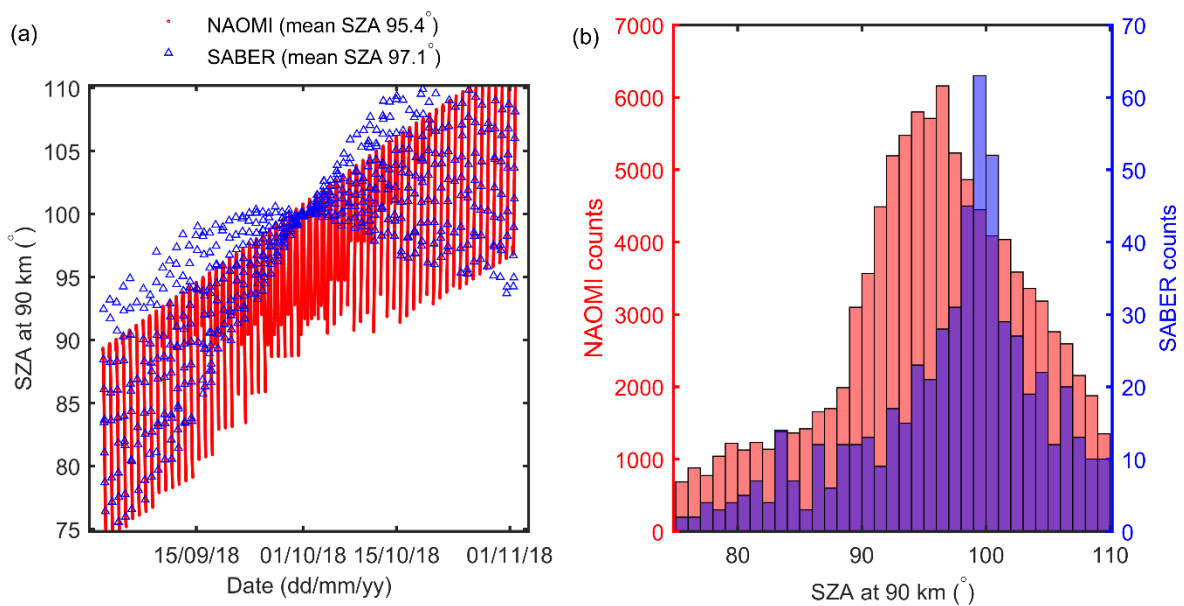 (a)
NAOMI (mean SZA 95.4°)
SABER (mean SZA 97.1°)
110
105
100
95
90
85
80
75
SZA at 90 km (°)
15/09/18 01/10/18 15/10/18 01/11/18
Date (dd/mm/yy)
(b)
7000
6000
5000
4000
3000
2000
1000
0
NAOMI counts
70
60
50
40
30
20
10
0
SABER counts
80 90 100 110
SZA at 90 km (°)